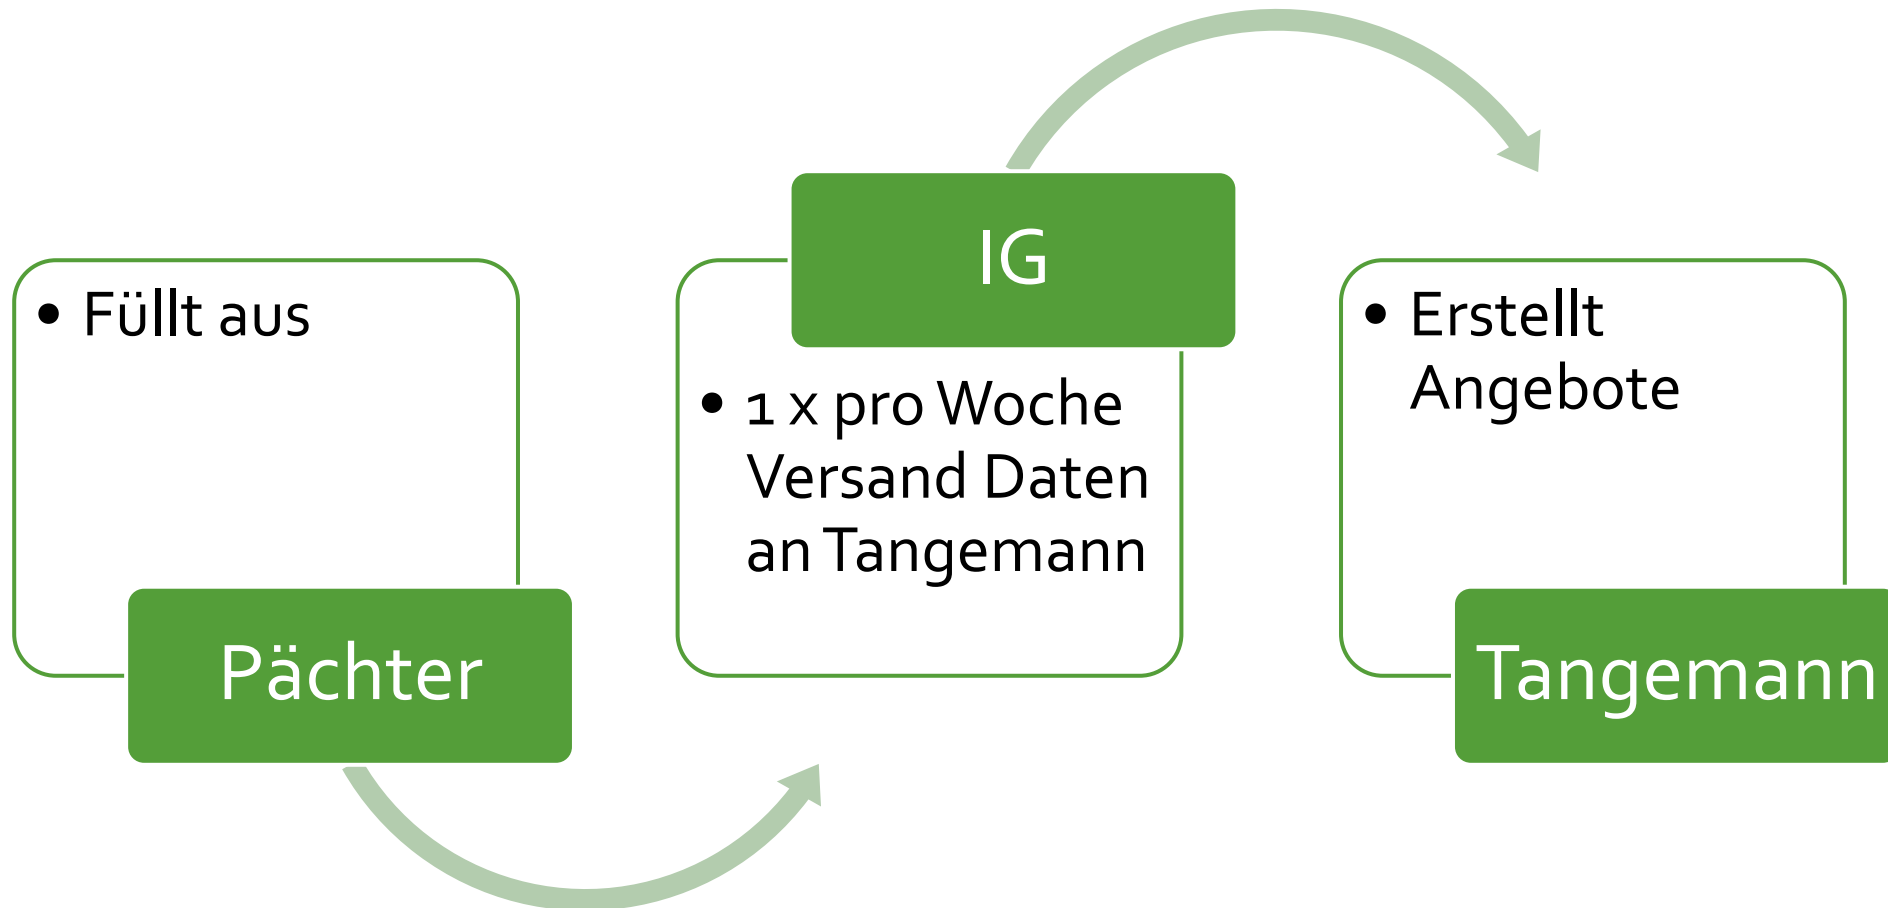 • Füllt aus
Pächter
IG
• 1 x pro Woche
Versand Daten
an Tangemann
• Erstellt
Angebote
Tangemann